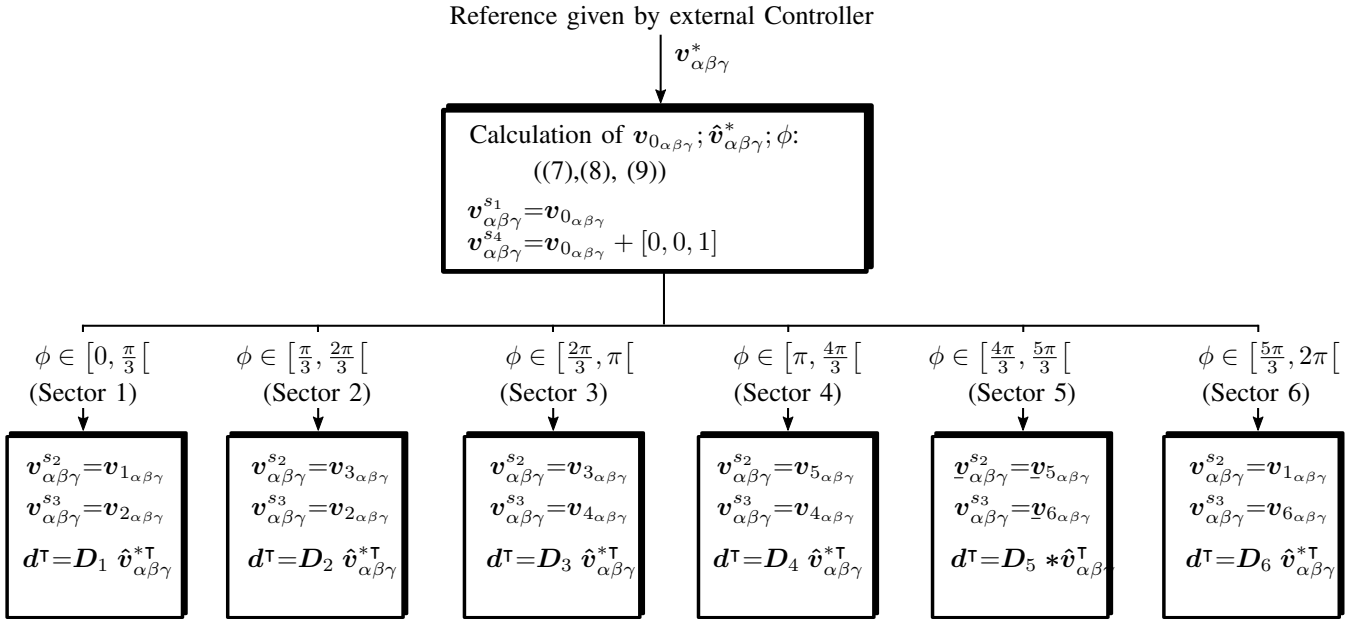 Reference given by external Controller
𝒗*αβγ
Calculation of 𝒗₀αβγ; 𝒗̂*αβγ; ϕ:
((7),(8), (9))
𝒗ˢ¹αβγ=𝒗₀αβγ
𝒗ˢ⁴αβγ=𝒗₀αβγ + [0, 0, 1]
ϕ ∈ [0, π/3[ ϕ ∈ [π/3, 2π/3[ ϕ ∈ [2π/3, π[ ϕ ∈ [π, 4π/3[ ϕ ∈ [4π/3, 5π/3[ ϕ ∈ [5π/3, 2π[
(Sector 1) (Sector 2) (Sector 3) (Sector 4) (Sector 5) (Sector 6)
𝒗ˢ²αβγ=𝒗₁αβγ
𝒗ˢ³αβγ=𝒗₂αβγ
𝒅ᵀ=𝑫₁ 𝒗̂*ᵀαβγ
𝒗ˢ²αβγ=𝒗₃αβγ
𝒗ˢ³αβγ=𝒗₂αβγ
𝒅ᵀ=𝑫₂ 𝒗̂*ᵀαβγ
𝒗ˢ²αβγ=𝒗₃αβγ
𝒗ˢ³αβγ=𝒗₄αβγ
𝒅ᵀ=𝑫₃ 𝒗̂*ᵀαβγ
𝒗ˢ²αβγ=𝒗₅αβγ
𝒗ˢ³αβγ=𝒗₄αβγ
𝒅ᵀ=𝑫₄ 𝒗̂*ᵀαβγ
𝒗̲ˢ²αβγ=𝒗̲₅αβγ
𝒗ˢ³αβγ=𝒗̲₆αβγ
𝒅ᵀ=𝑫₅ *𝒗̂ᵀαβγ
𝒗ˢ²αβγ=𝒗₁αβγ
𝒗ˢ³αβγ=𝒗₆αβγ
𝒅ᵀ=𝑫₆ 𝒗̂*ᵀαβγ